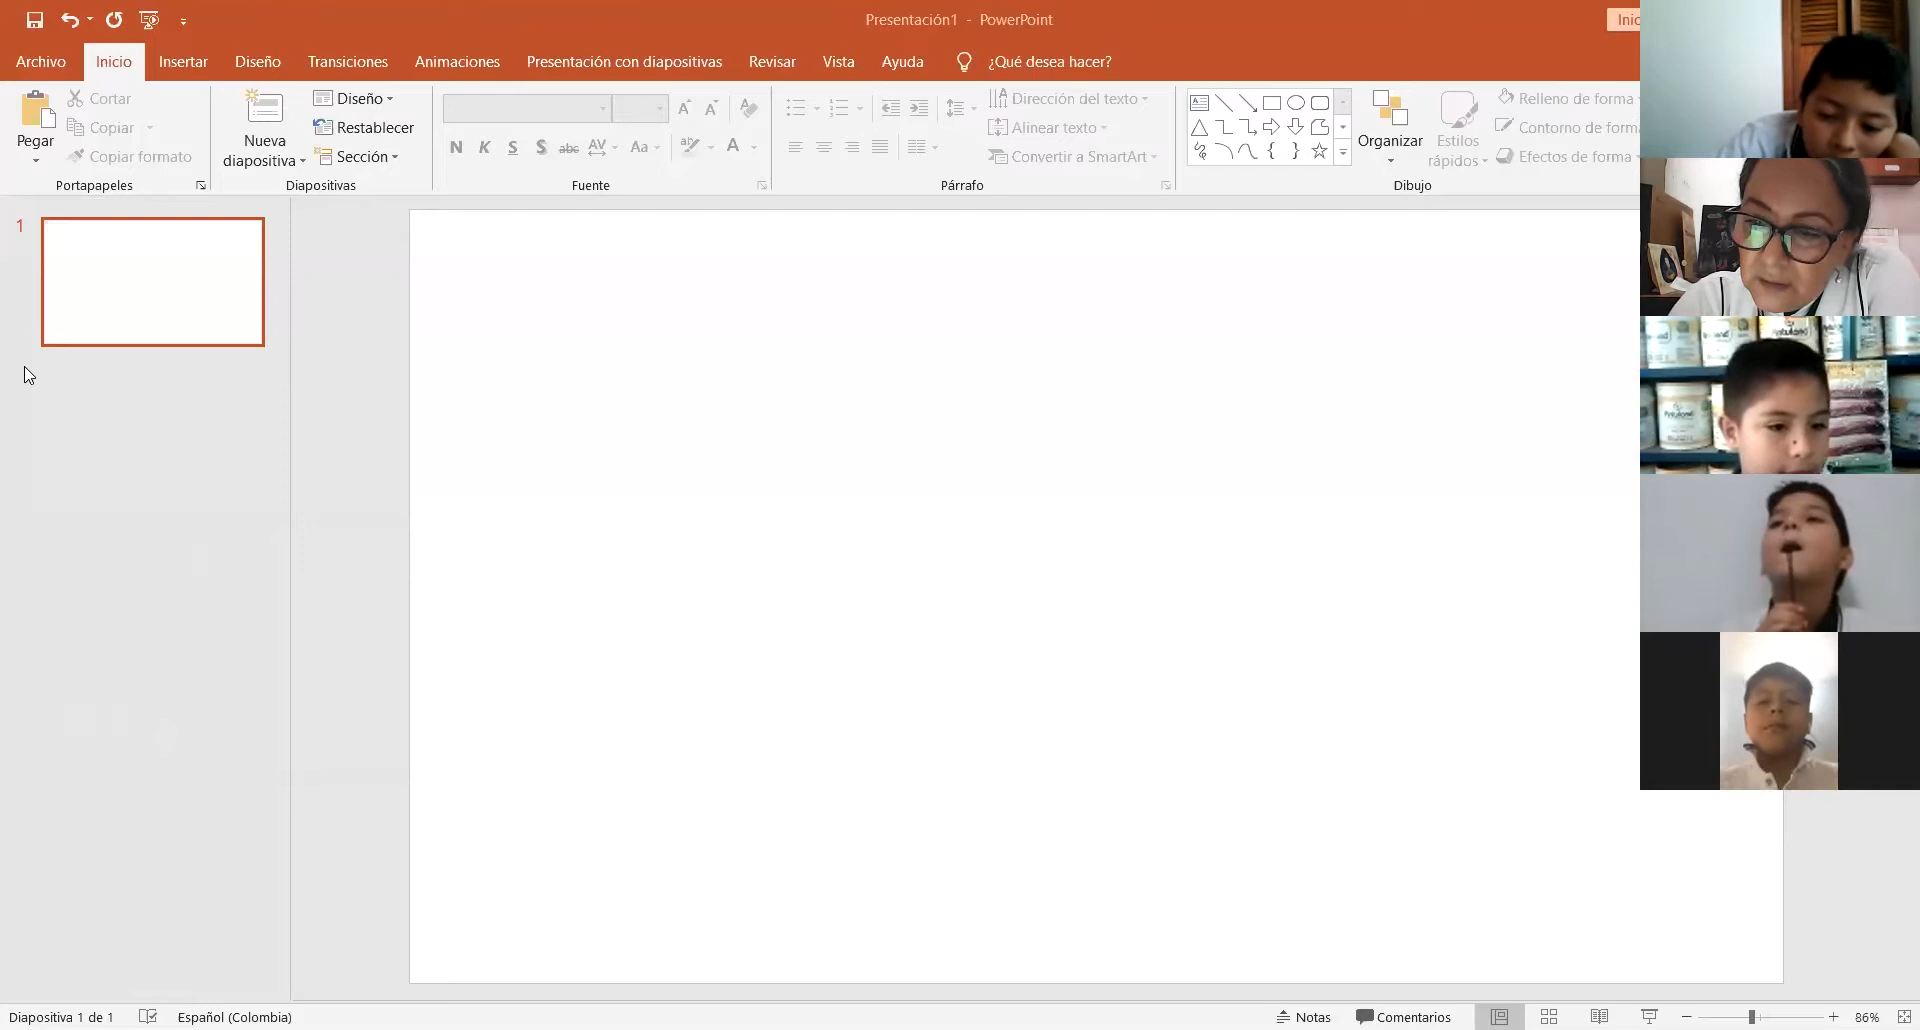 Presentación1 - PowerPoint
Archivo Inicio Insertar Diseño Transiciones Animaciones Presentación con diapositivas Revisar Vista Ayuda ¿Qué desea hacer?
Pegar
Cortar
Copiar
Copiar formato
Portapapeles
Nueva diapositiva
Diseño
Restablecer
Sección
Diapositivas
N K S S abc AV Aa A
Fuente
Dirección del texto
Alinear texto
Convertir a SmartArt
Párrafo
Organizar
Estilos rápidos
Relleno de forma
Contorno de
Efectos de forma
Dibujo
1
Diapositiva 1 de 1 Español (Colombia) Notas Comentarios 86%